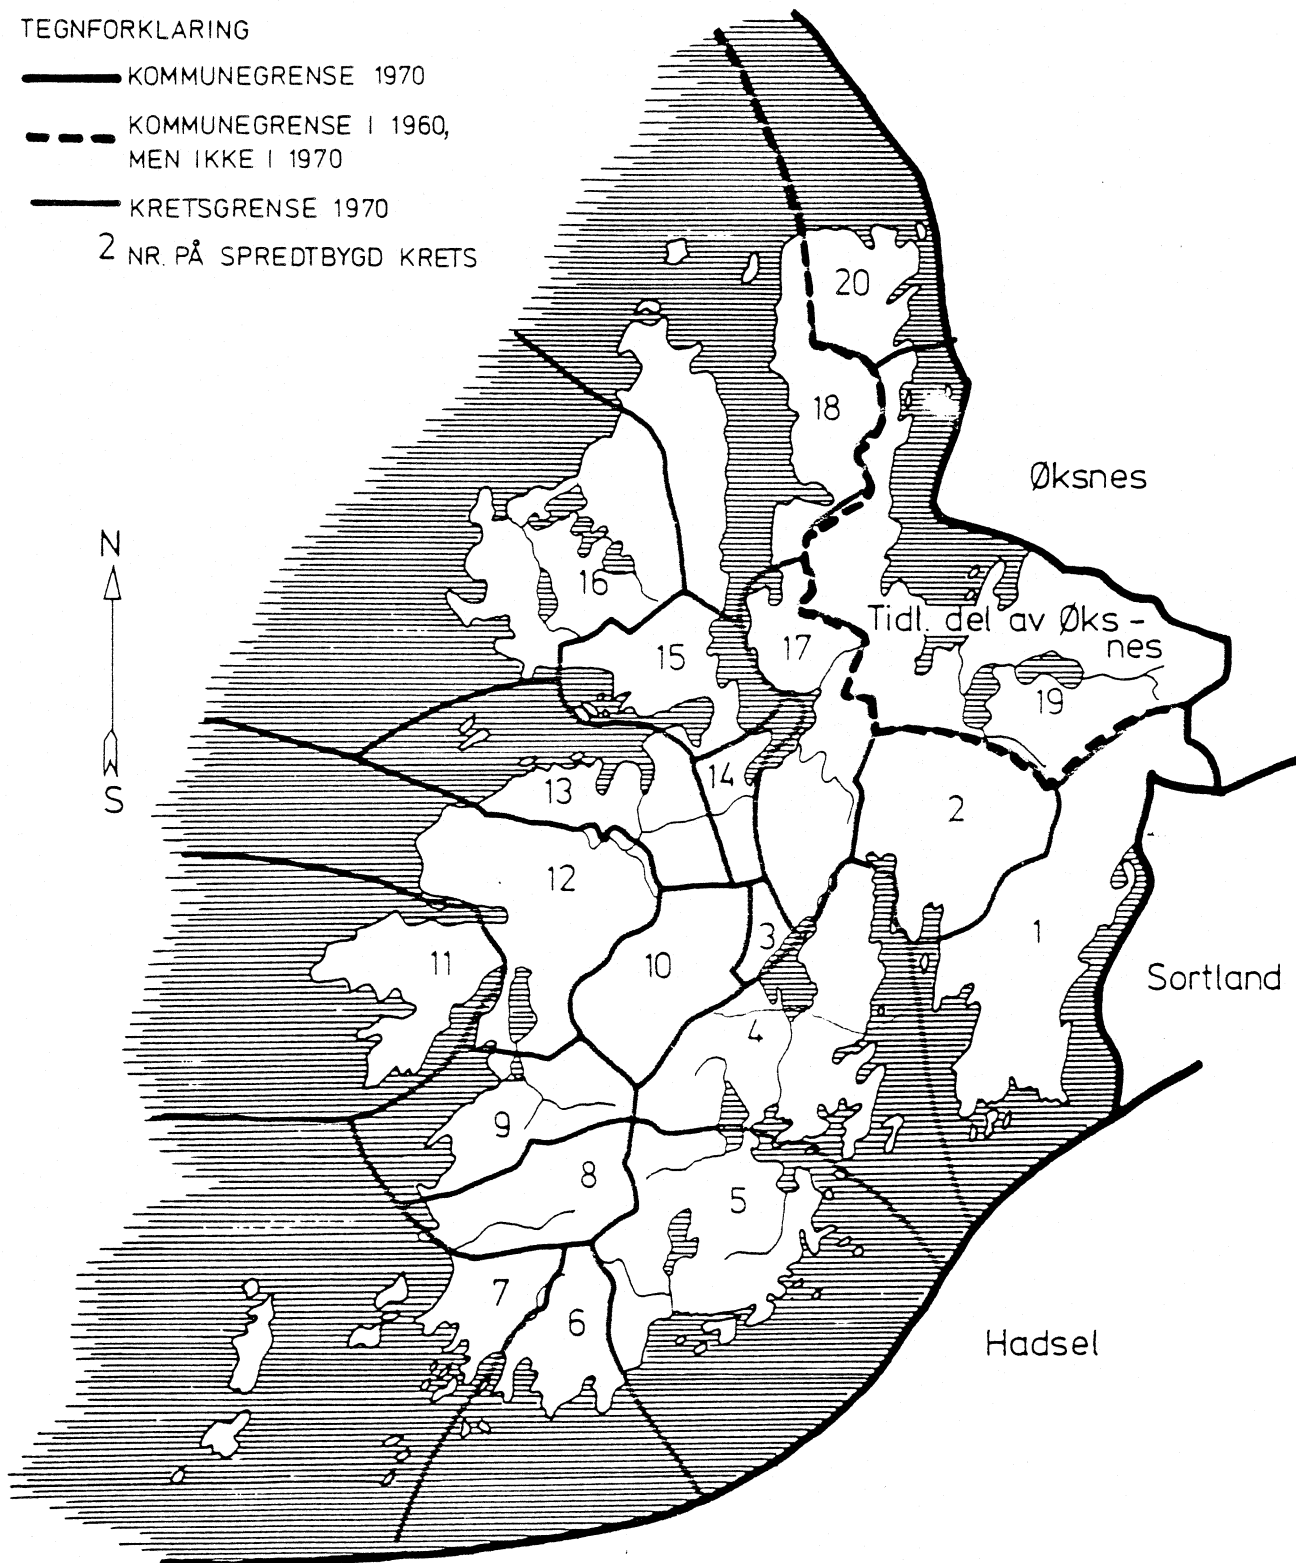 TEGNFORKLARING
KOMMUNEGRENSE 1970
KOMMUNEGRENSE I 1960,
MEN IKKE I 1970
KRETSGRENSE 1970
2 NR. PÅ SPREDTBYGD KRETS
20
18
Øksnes
N
16
Tidl. del av Øks-
nes
17
15
19
14
13
S
2
12
3
1
11
10
Sortland
4
9
8
5
7
6
Hadsel